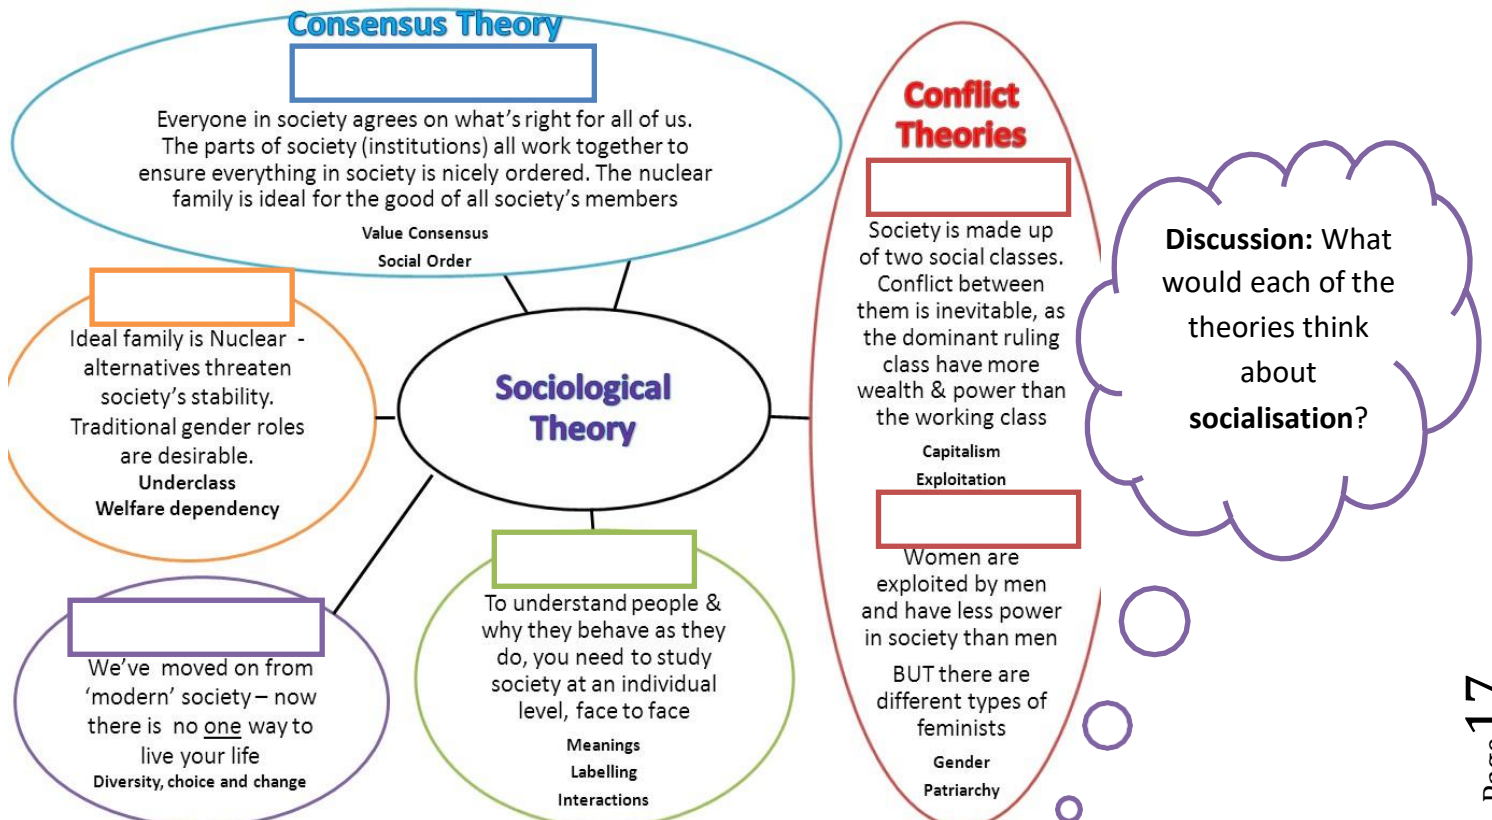 Consensus Theory
Everyone in society agrees on what's right for all of us.
The parts of society (institutions) all work together to
ensure everything in society is nicely ordered. The nuclear
family is ideal for the good of all society's members
Value Consensus
Social Order
Conflict
Theories
Society is made up
of two social classes.
Conflict between
them is inevitable, as
the dominant ruling
class have more
wealth & power than
the working class
Capitalism
Exploitation
Women are
exploited by men
and have less power
in society than men
BUT there are
different types of
feminists
Gender
Patriarchy
Discussion: What
would each of the
theories think
about
socialisation?
Ideal family is Nuclear -
alternatives threaten
society's stability.
Traditional gender roles
are desirable.
Underclass
Welfare dependency
Sociological
Theory
We've moved on from
'modern' society – now
there is no one way to
live your life
Diversity, choice and change
To understand people &
why they behave as they
do, you need to study
society at an individual
level, face to face
Meanings
Labelling
Interactions
Page 17